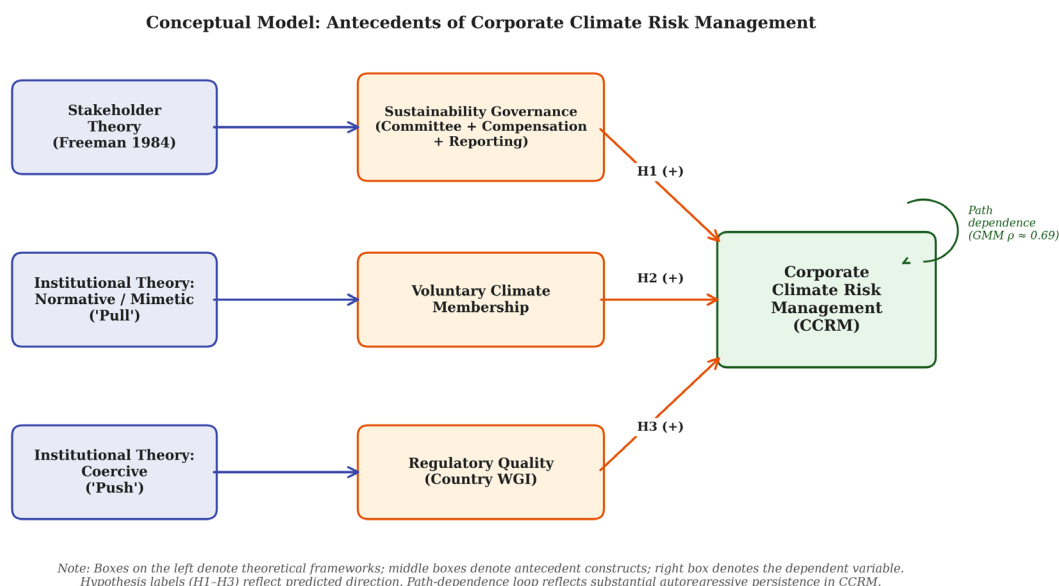 Conceptual Model: Antecedents of Corporate Climate Risk Management
Stakeholder
Theory
(Freeman 1984)
Sustainability Governance
(Committee + Compensation
+ Reporting)
H1 (+)
Path
dependence
(GMM ρ ≈ 0.69)
Institutional Theory:
Normative / Mimetic
('Pull')
Voluntary Climate
Membership
H2 (+)
Corporate
Climate Risk
Management
(CCRM)
Institutional Theory:
Coercive
('Push')
Regulatory Quality
(Country WGI)
H3 (+)
Note: Boxes on the left denote theoretical frameworks; middle boxes denote antecedent constructs; right box denotes the dependent variable.
Hypothesis labels (H1–H3) reflect predicted direction. Path-dependence loop reflects substantial autoregressive persistence in CCRM.